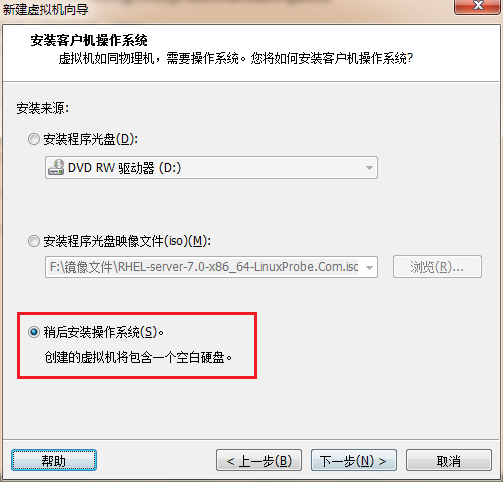 新建虚拟机向导
安装客户机操作系统
虚拟机如同物理机，需要操作系统。您将如何安装客户机操作系统?
安装来源:
安装程序光盘(D):
DVD RW 驱动器 (D:)
安装程序光盘映像文件(iso)(M):
F:\镜像文件\RHEL-server-7.0-x86_64-LinuxProbe.Com.iso
浏览(R)...
稍后安装操作系统(S)。
创建的虚拟机将包含一个空白硬盘。
帮助
< 上一步(B)
下一步(N) >
取消